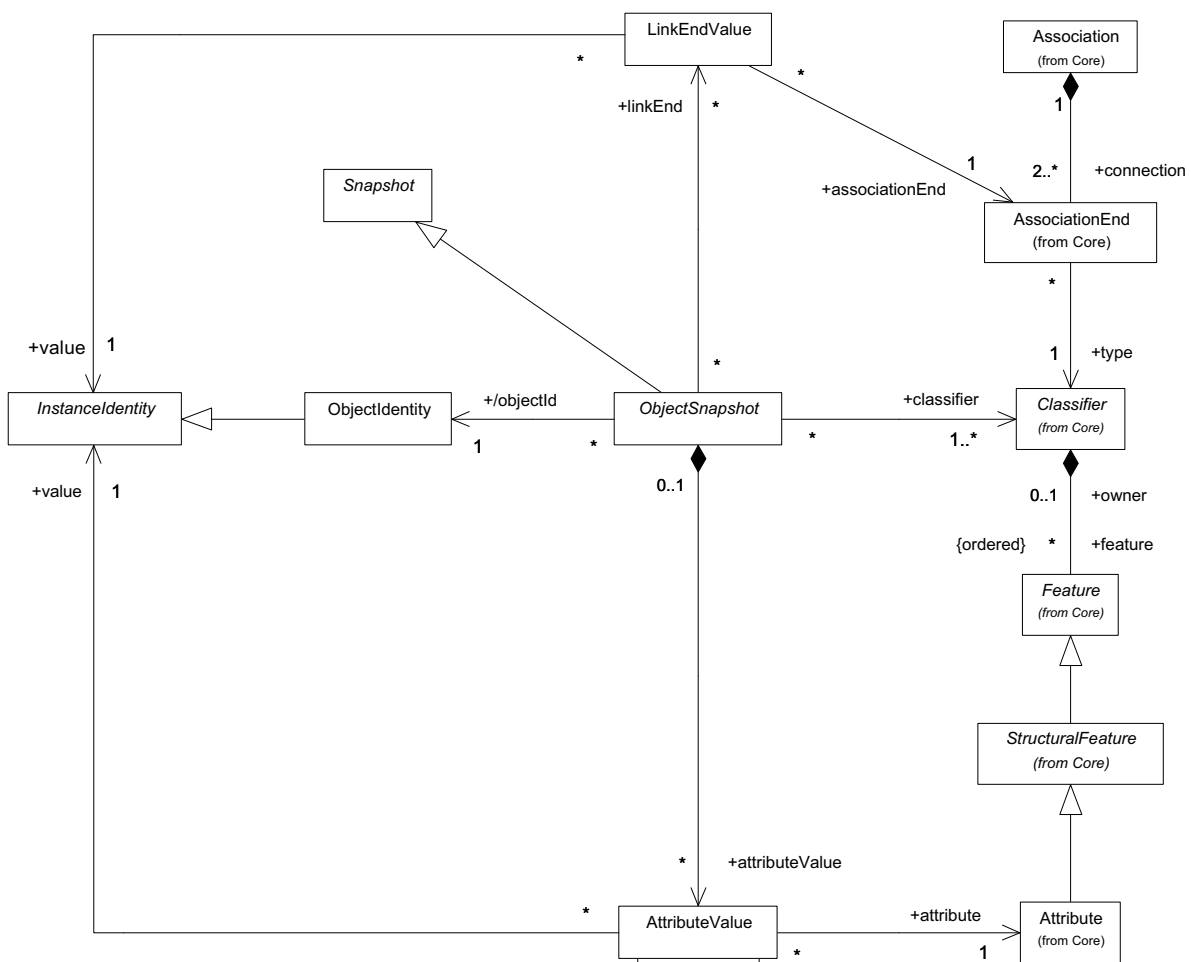 LinkEndValue
Association
(from Core)
*
*
+linkEnd
*
1
2..*
+connection
1
+associationEnd
Snapshot
AssociationEnd
(from Core)
*
+value
1
*
1
+type
InstanceIdentity
ObjectIdentity
+/objectId
1
*
ObjectSnapshot
+classifier
*
1..*
Classifier
(from Core)
+value
1
0..1
0..1
+owner
{ordered}
*
+feature
Feature
(from Core)
StructuralFeature
(from Core)
*
+attributeValue
*
AttributeValue
+attribute
*
1
Attribute
(from Core)